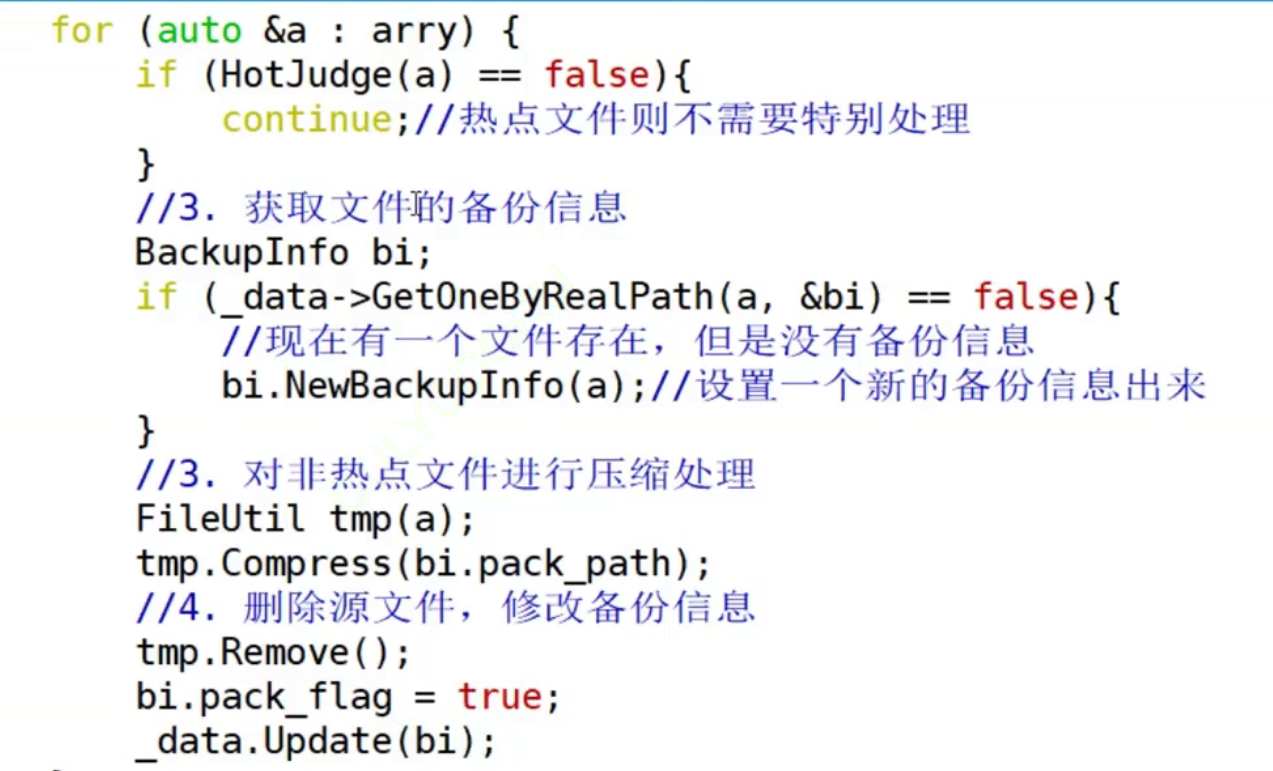 for (auto &a : arry) {
if (HotJudge(a) == false){
continue;//热点文件则不需要特别处理
}
//3. 获取文件的备份信息
BackupInfo bi;
if (_data->GetOneByRealPath(a, &bi) == false){
//现在有一个文件存在，但是没有备份信息
bi.NewBackupInfo(a);//设置一个新的备份信息出来
}
//3. 对非热点文件进行压缩处理
FileUtil tmp(a);
tmp.Compress(bi.pack_path);
//4. 删除源文件，修改备份信息
tmp.Remove();
bi.pack_flag = true;
_data.Update(bi);